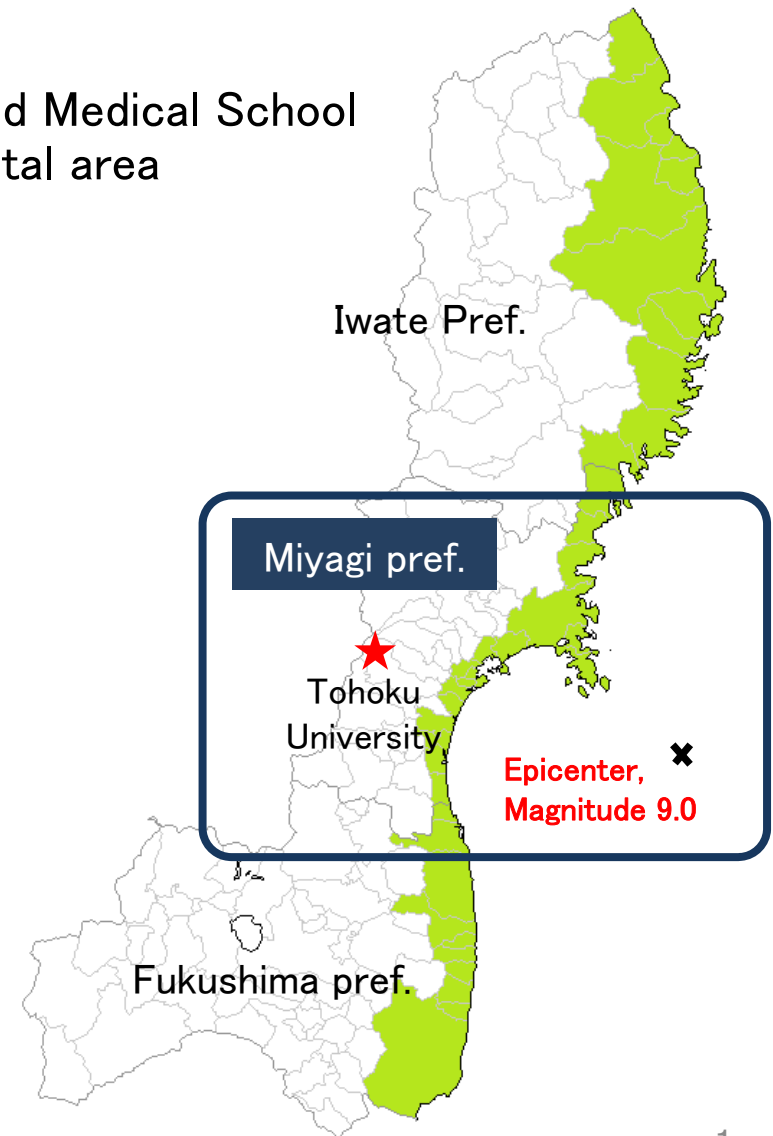 d Medical School
tal area
Iwate Pref.
Miyagi pref.
Tohoku
University
Epicenter,
Magnitude 9.0
Fukushima pref.